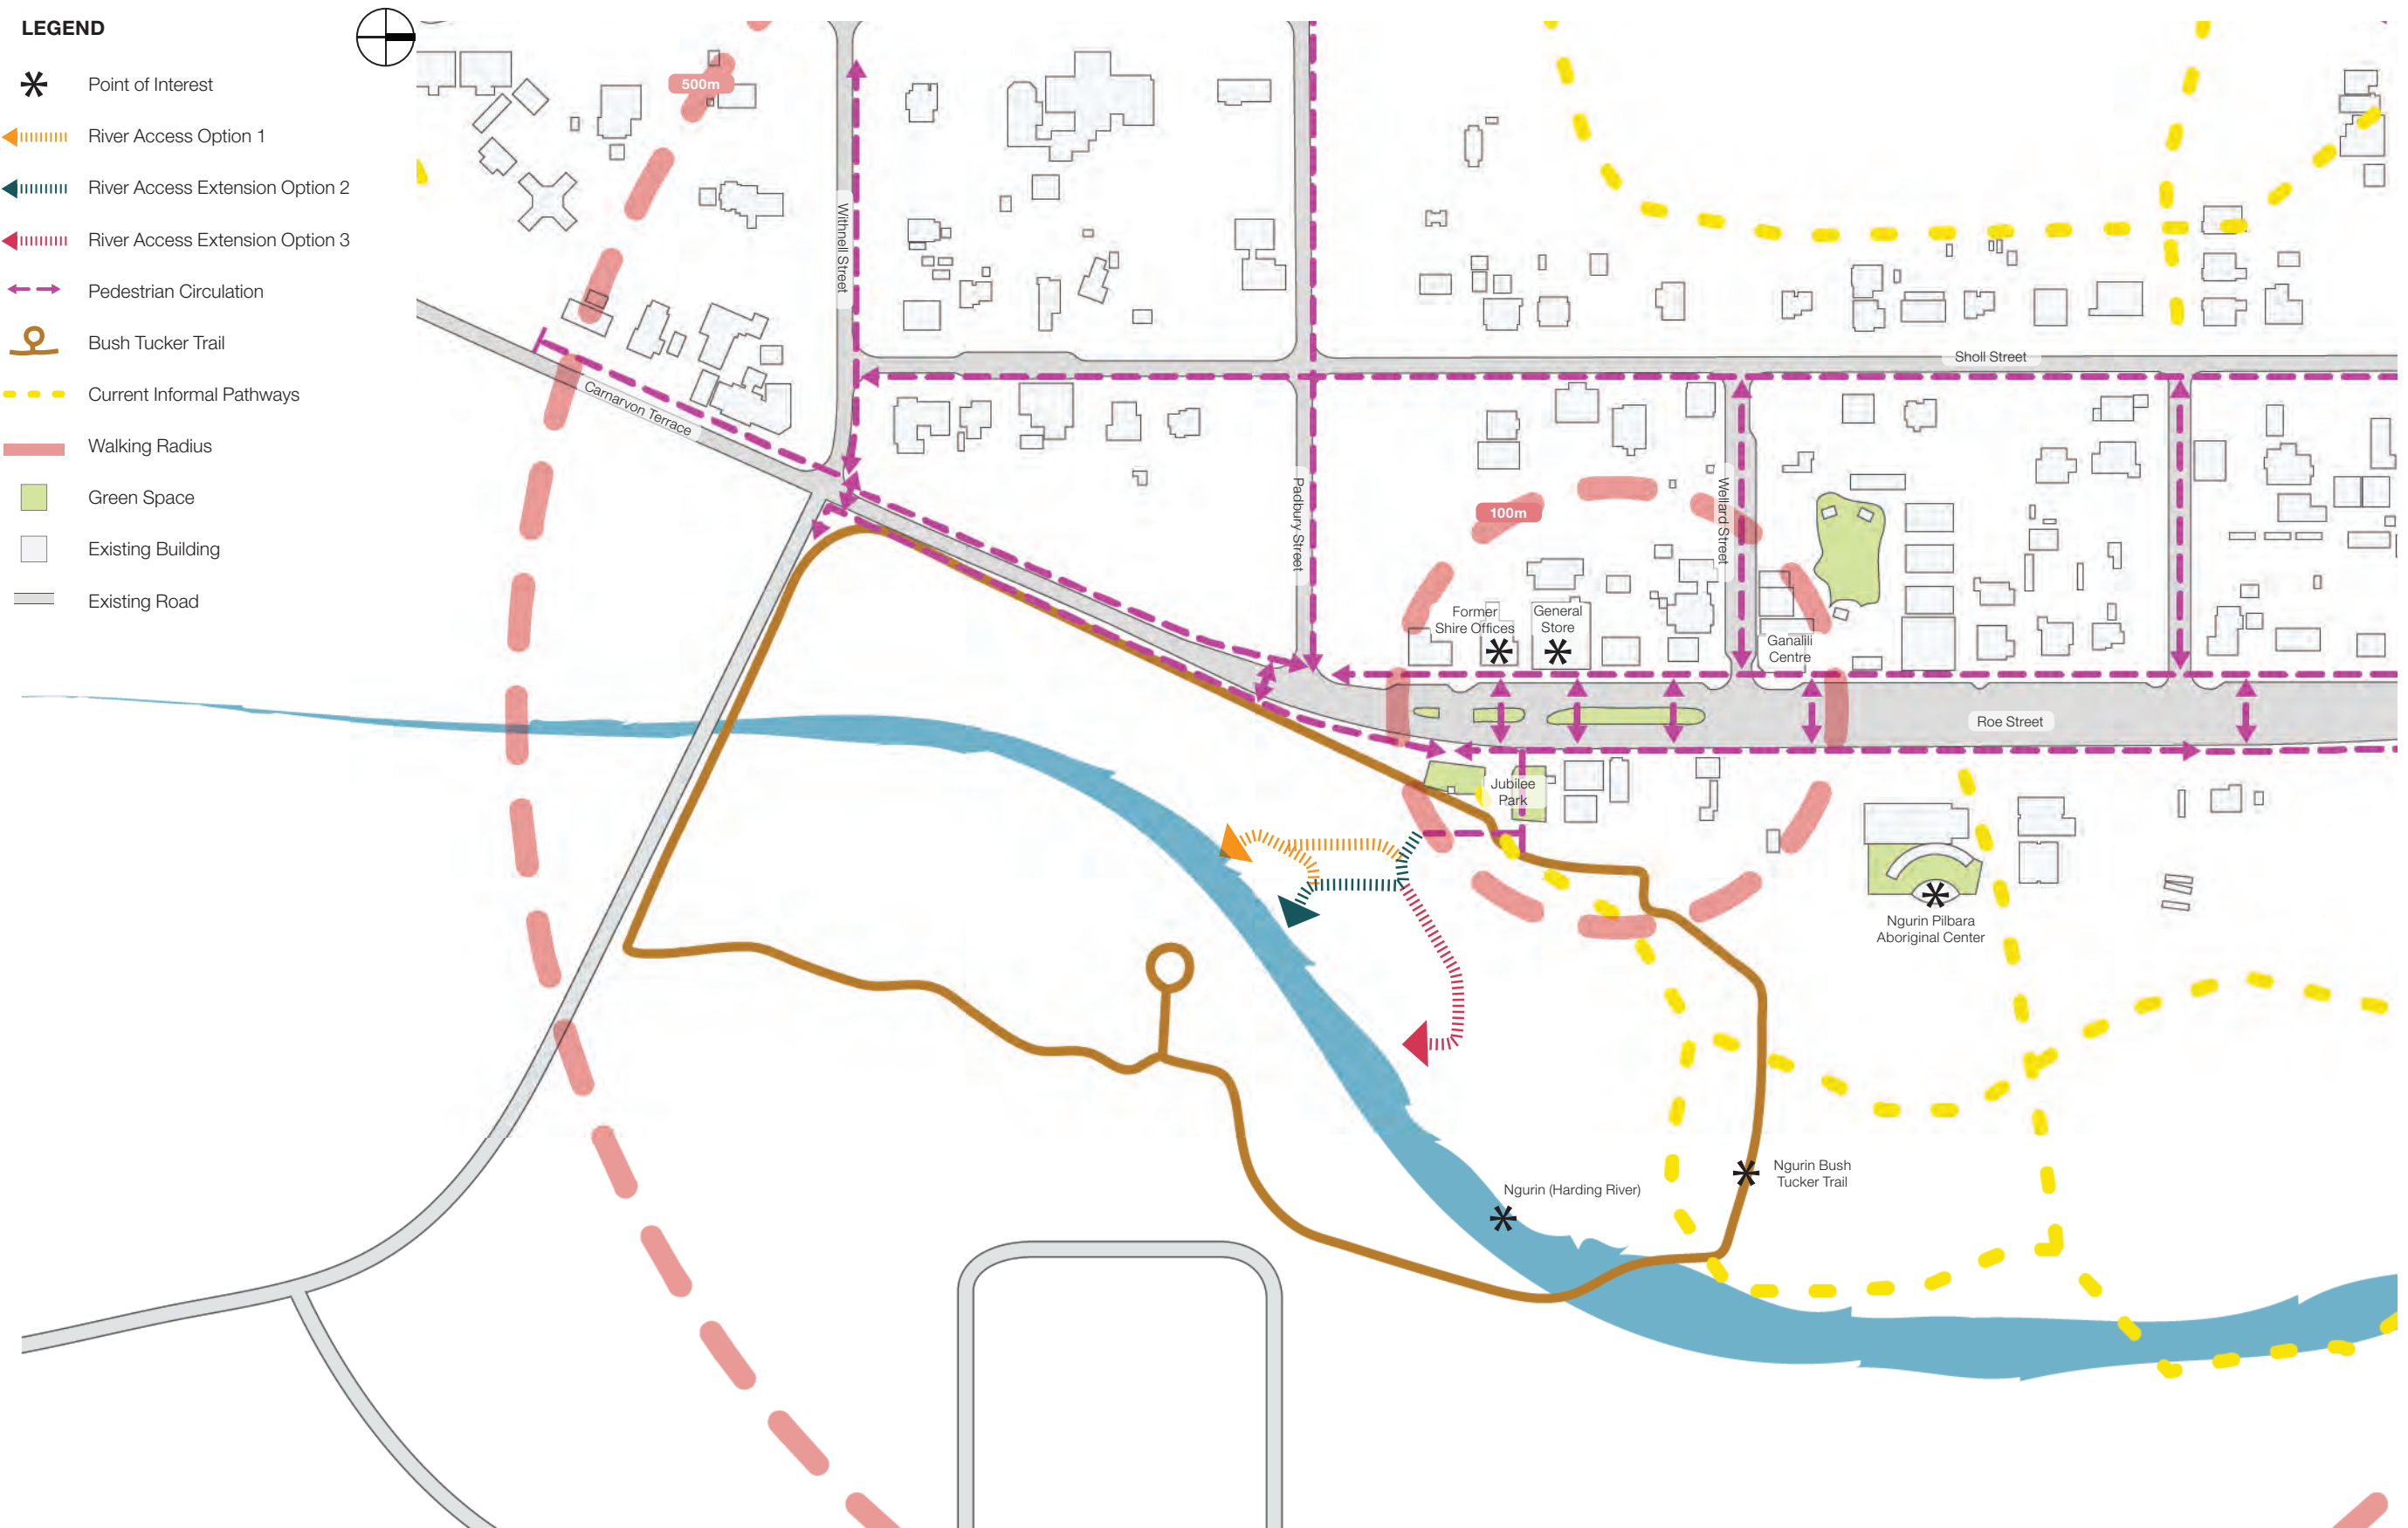 LEGEND
Point of Interest
River Access Option 1
River Access Extension Option 2
River Access Extension Option 3
Pedestrian Circulation
Bush Tucker Trail
Current Informal Pathways
Walking Radius
Green Space
Existing Building
Existing Road
500m
Withnell Street
Sholl Street
Carnarvon Terrace
Padbury Street
100m
Wellard Street
Former
Shire Offices
General
Store
Ganalili
Centre
Roe Street
Jubilee
Park
Ngurin Pilbara
Aboriginal Center
Ngurin Bush
Tucker Trail
Ngurin (Harding River)